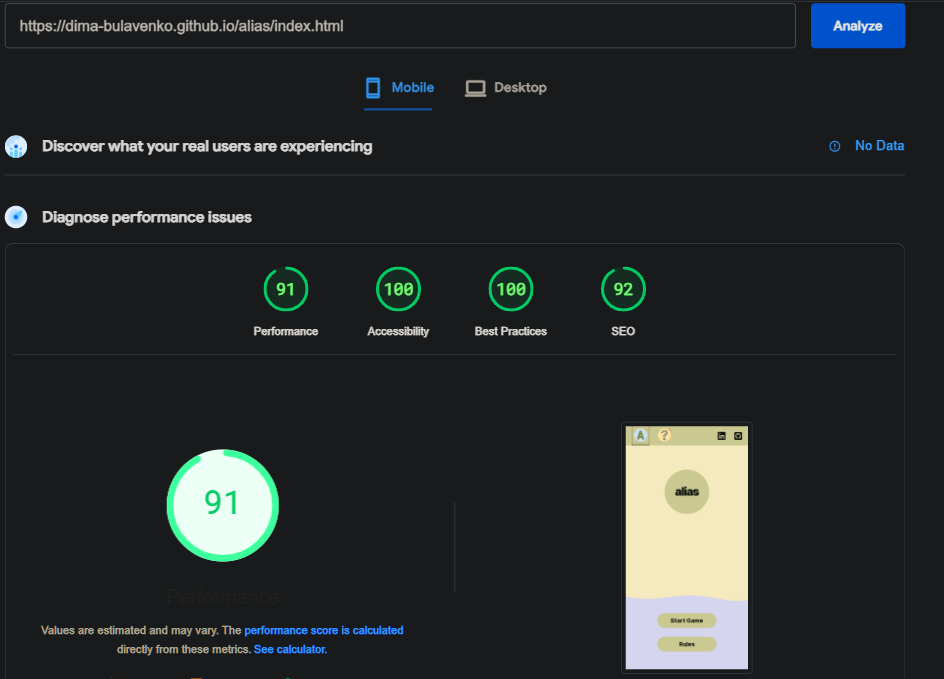 https://dima-bulavenko.github.io/alias/index.html
Analyze
Mobile
Desktop
Discover what your real users are experiencing
No Data
Diagnose performance issues
91
100
100
92
Performance
Accessibility
Best Practices
SEO
A
?
in
alias
91
Performance
Values are estimated and may vary. The performance score is calculated
directly from these metrics. See calculator.
Start Game
Rules